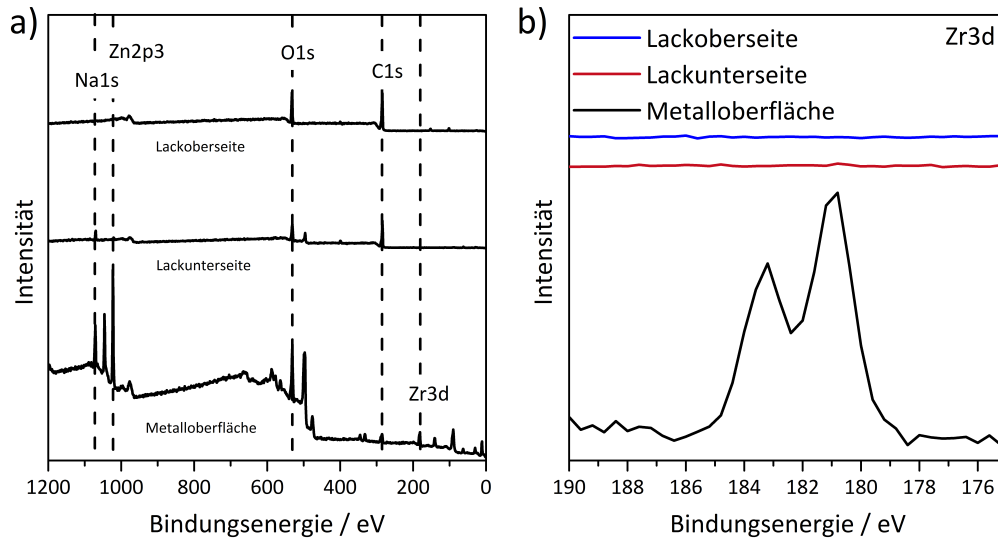 a)
Zn2p3
Na1s
O1s
C1s
Lackoberseite
Lackunterseite
Zr3d
Metalloberfläche
Intensität
1200 1000 800 600 400 200 0
Bindungsenergie / eV
b)
Lackoberseite
Zr3d
Lackunterseite
Metalloberfläche
Intensität
190 188 186 184 182 180 178 176
Bindungsenergie / eV